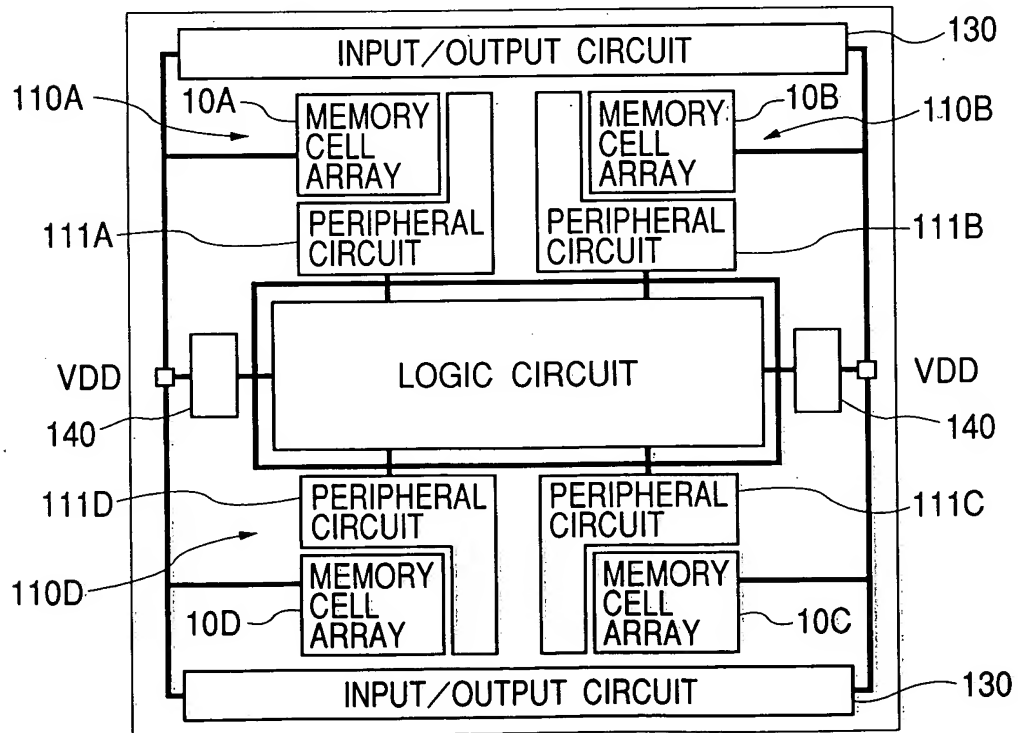 INPUT/OUTPUT CIRCUIT
130
110A
10A
MEMORY
CELL
ARRAY
10B
MEMORY
CELL
ARRAY
110B
111A
PERIPHERAL
CIRCUIT
PERIPHERAL
CIRCUIT
111B
VDD
LOGIC CIRCUIT
VDD
140
140
111D
PERIPHERAL
CIRCUIT
PERIPHERAL
CIRCUIT
111C
110D
10D
MEMORY
CELL
ARRAY
MEMORY
CELL
ARRAY
10C
INPUT/OUTPUT CIRCUIT
130